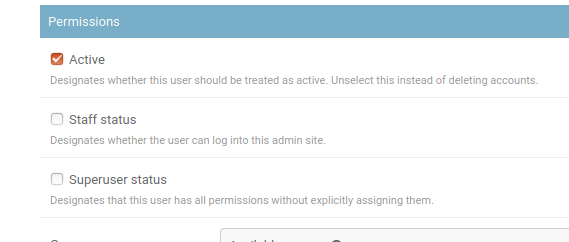 Permissions
Active
Designates whether this user should be treated as active. Unselect this instead of deleting accounts.
Staff status
Designates whether the user can log into this admin site.
Superuser status
Designates that this user has all permissions without explicitly assigning them.